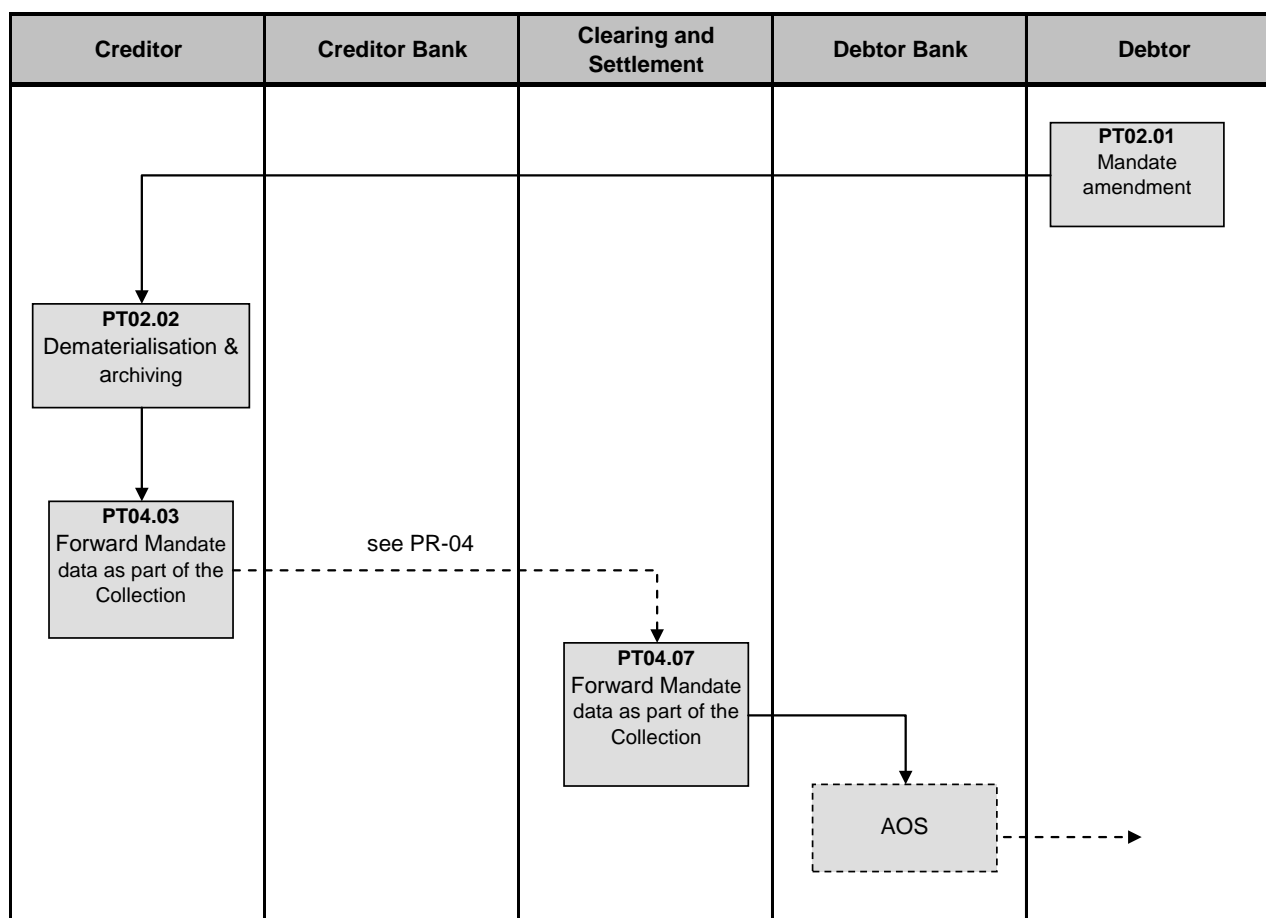 Creditor
Creditor Bank
Clearing and
Settlement
Debtor Bank
Debtor
PT02.01
Mandate
amendment
PT02.02
Dematerialisation &
archiving
PT04.03
Forward Mandate
data as part of the
Collection
see PR-04
PT04.07
Forward Mandate
data as part of the
Collection
AOS